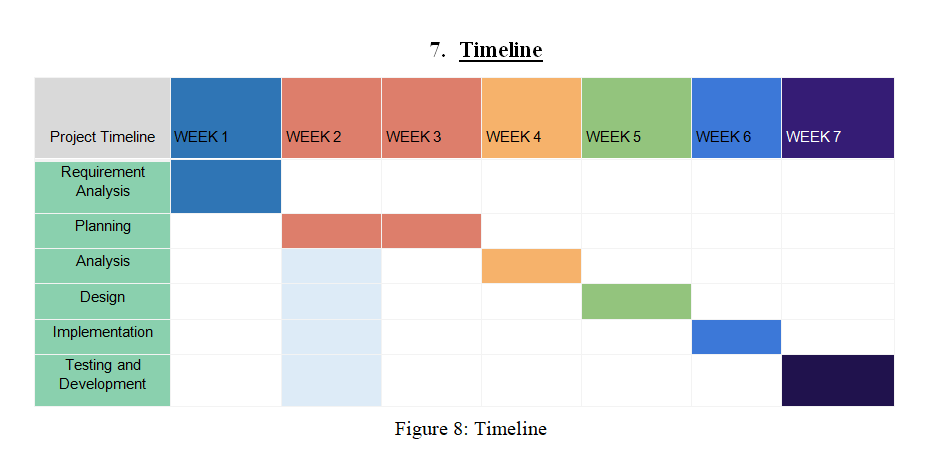 7. Timeline
Project Timeline WEEK 1 WEEK 2 WEEK 3 WEEK 4 WEEK 5 WEEK 6 WEEK 7
Requirement
Analysis
Planning
Analysis
Design
Implementation
Testing and
Development
Figure 8: Timeline